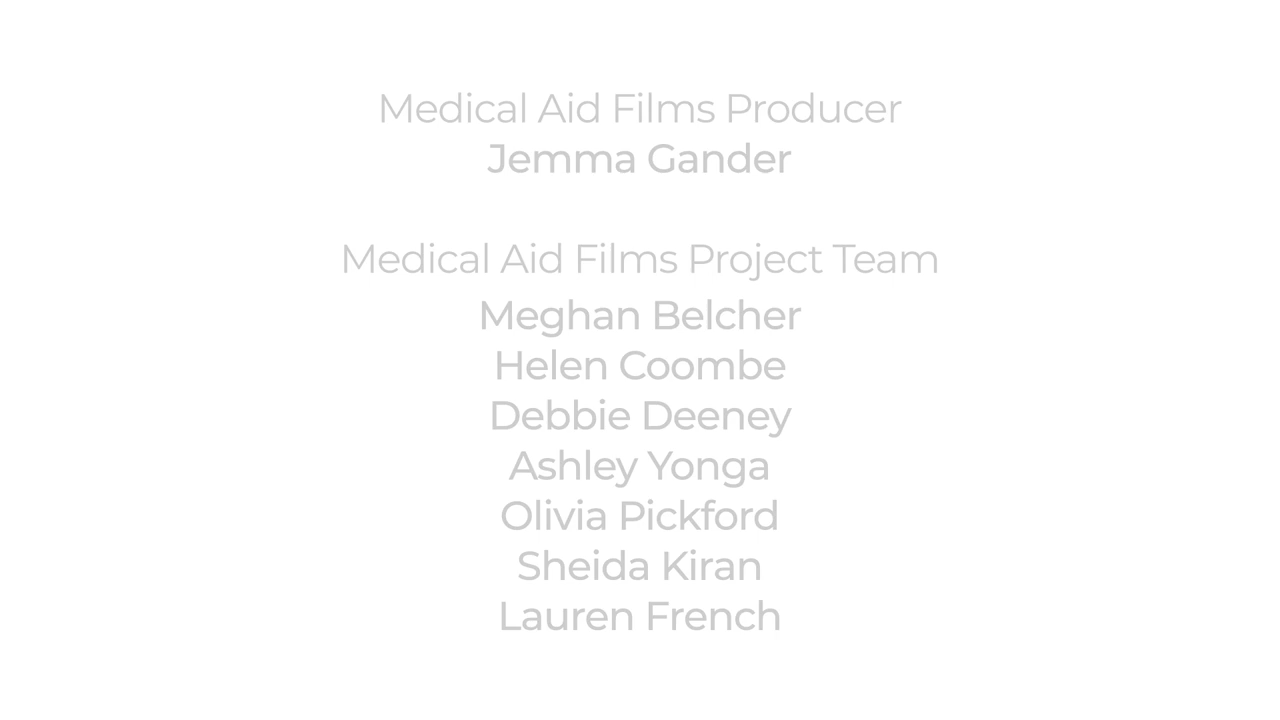 Medical Aid Films Producer
Jemma Gander
Medical Aid Films Project Team
Meghan Belcher
Helen Coombe
Debbie Deeney
Ashley Yonga
Olivia Pickford
Sheida Kiran
Lauren French